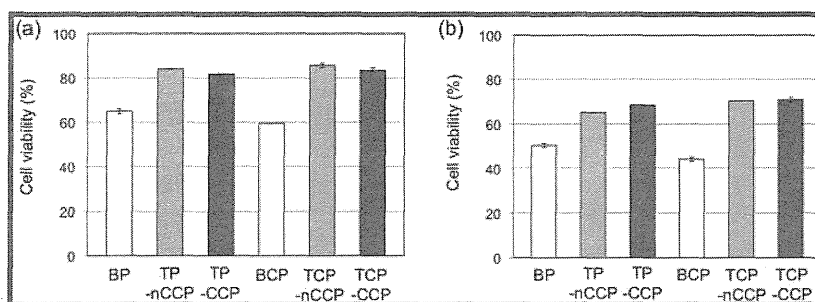 (a)
Cell viability (%)
100
80
60
40
20
0
BP TP -nCCP TP -CCP BCP TCP -nCCP TCP -CCP
(b)
Cell viability (%)
100
80
60
40
20
0
BP TP -nCCP TP -CCP BCP TCP -nCCP TCP -CCP